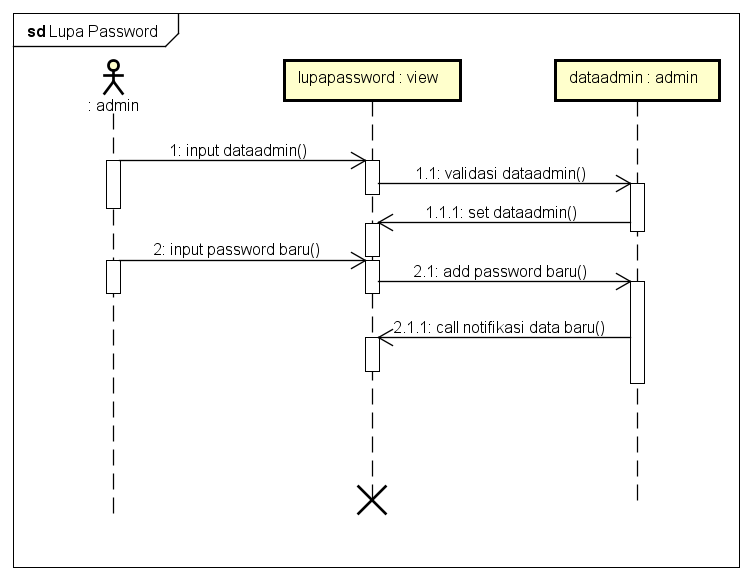 sd Lupa Password
: admin
lupapassword : view
dataadmin : admin
1: input dataadmin()
1.1: validasi dataadmin()
1.1.1: set dataadmin()
2: input password baru()
2.1: add password baru()
2.1.1: call notifikasi data baru()